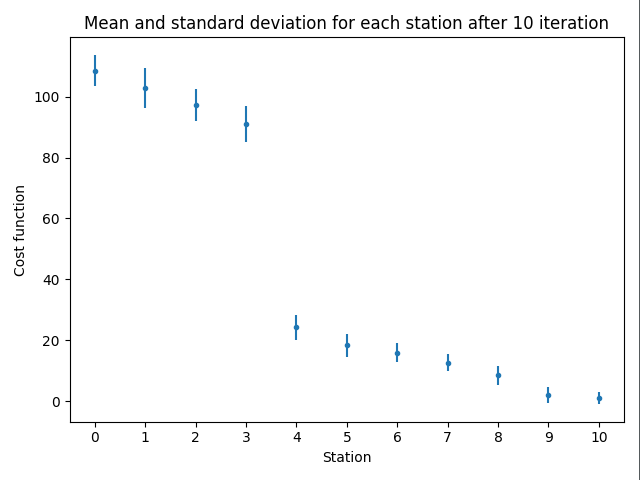 Mean and standard deviation for each station after 10 iteration
100
80
60
40
20
0
Cost function
0 1 2 3 4 5 6 7 8 9 10
Station